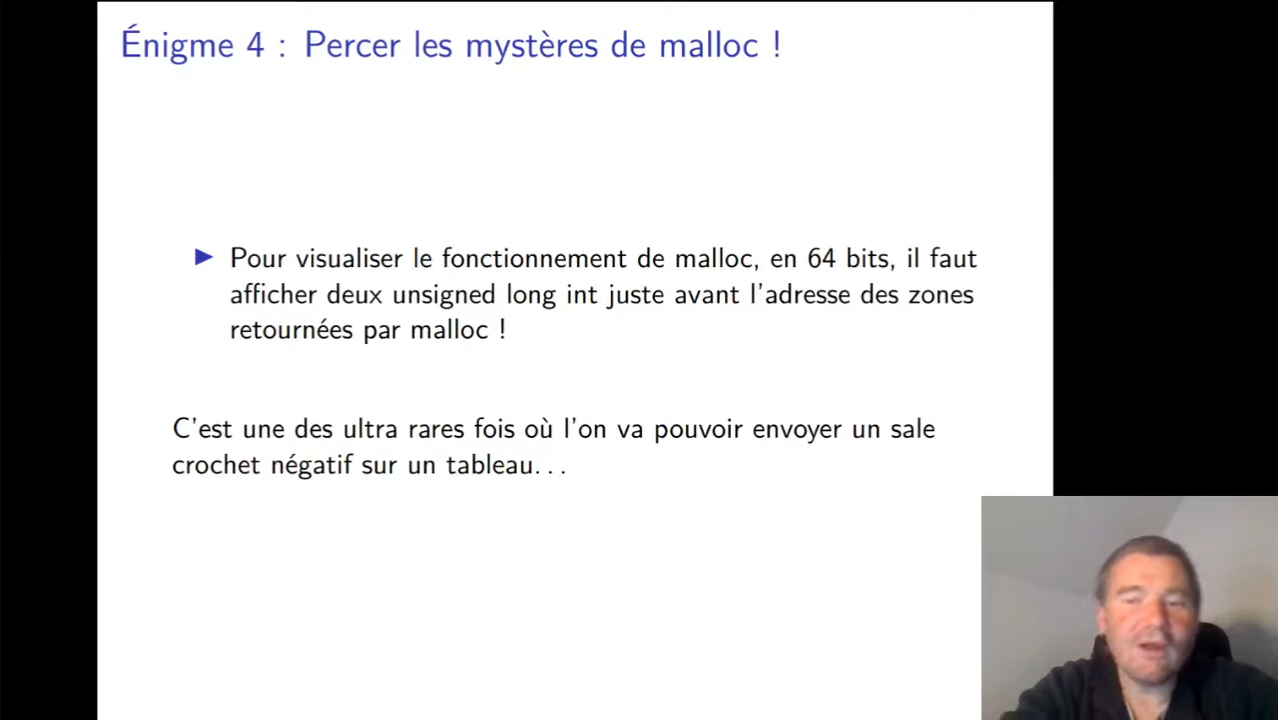 Énigme 4 : Percer les mystères de malloc !
▶ Pour visualiser le fonctionnement de malloc, en 64 bits, il faut
afficher deux unsigned long int juste avant l'adresse des zones
retournées par malloc !
C'est une des ultra rares fois où l'on va pouvoir envoyer un sale
crochet négatif sur un tableau...